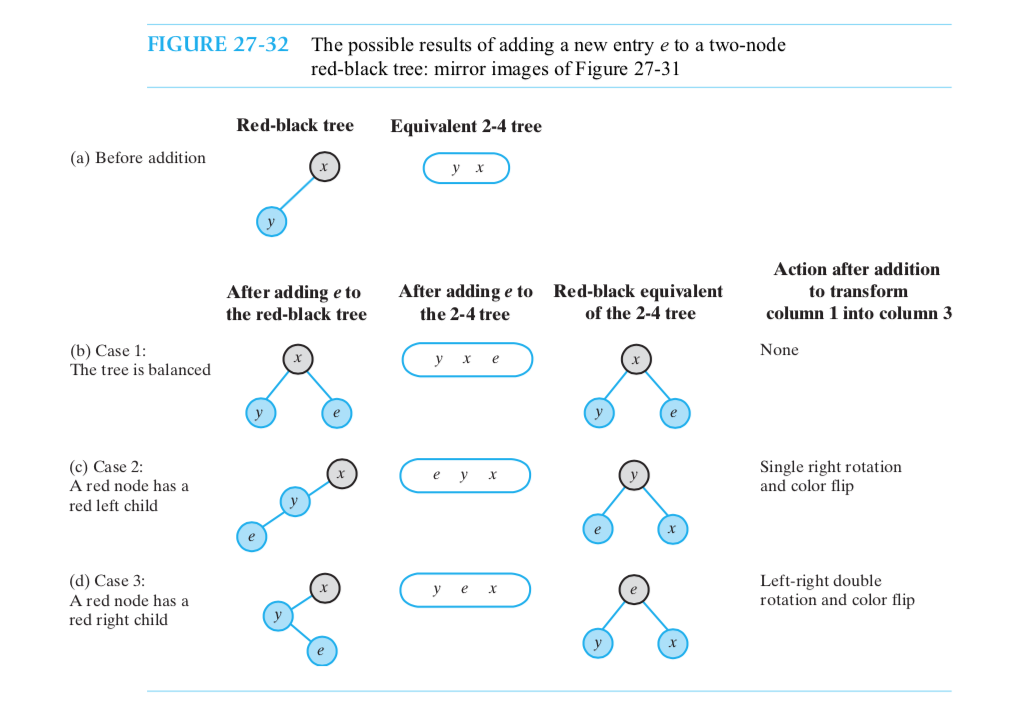 FIGURE 27-32 The possible results of adding a new entry e to a two-node
red-black tree: mirror images of Figure 27-31
Red-black tree Equivalent 2-4 tree
(a) Before addition
x
y x
y
After adding e to
the red-black tree
After adding e to
the 2-4 tree
Red-black equivalent
of the 2-4 tree
Action after addition
to transform
column 1 into column 3
(b) Case 1:
The tree is balanced
x
y e
y x e
x
y e
None
(c) Case 2:
A red node has a
red left child
x
y
e
e y x
y
e x
Single right rotation
and color flip
(d) Case 3:
A red node has a
red right child
x
y
e
y e x
e
y x
Left-right double
rotation and color flip